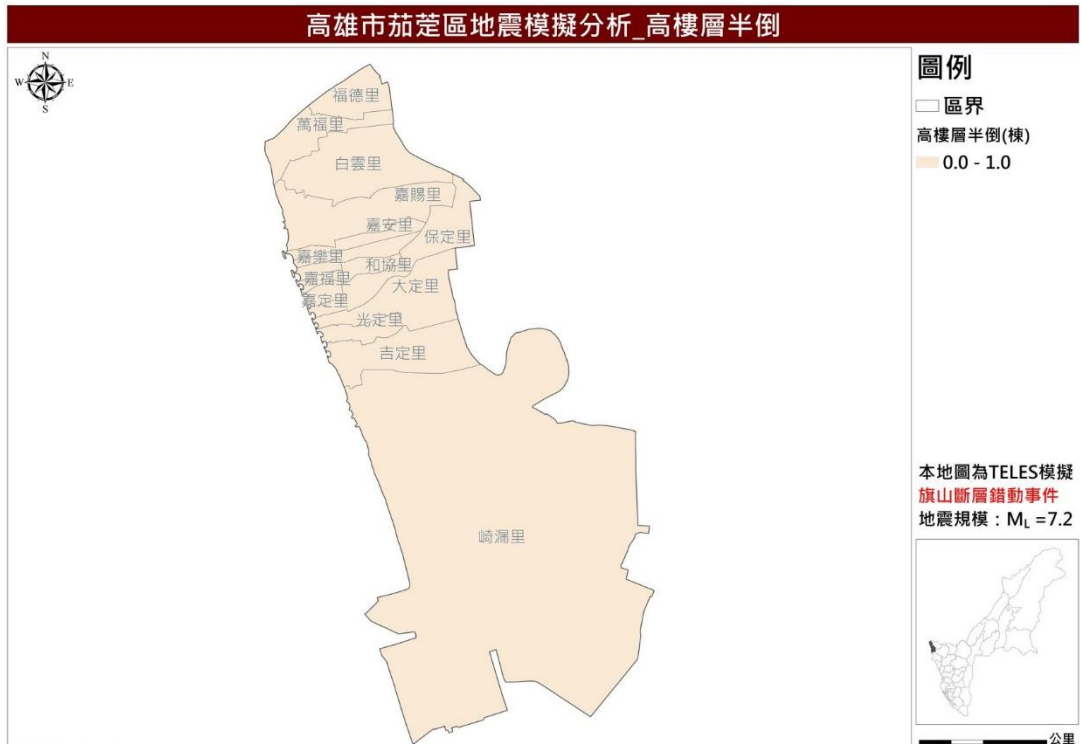 高雄市茄萣區地震模擬分析_高樓層半倒
N
W E
S
圖例
區界
高樓層半倒(棟)
0.0 - 1.0
福德里
萬福里
白雲里
嘉賜里
嘉安里
保定里
嘉樂里
和協里
嘉福里
大定里
嘉定里
光定里
吉定里
崎漏里
本地圖為TELES模擬
旗山斷層錯動事件
地震規模：ML =7.2
公里